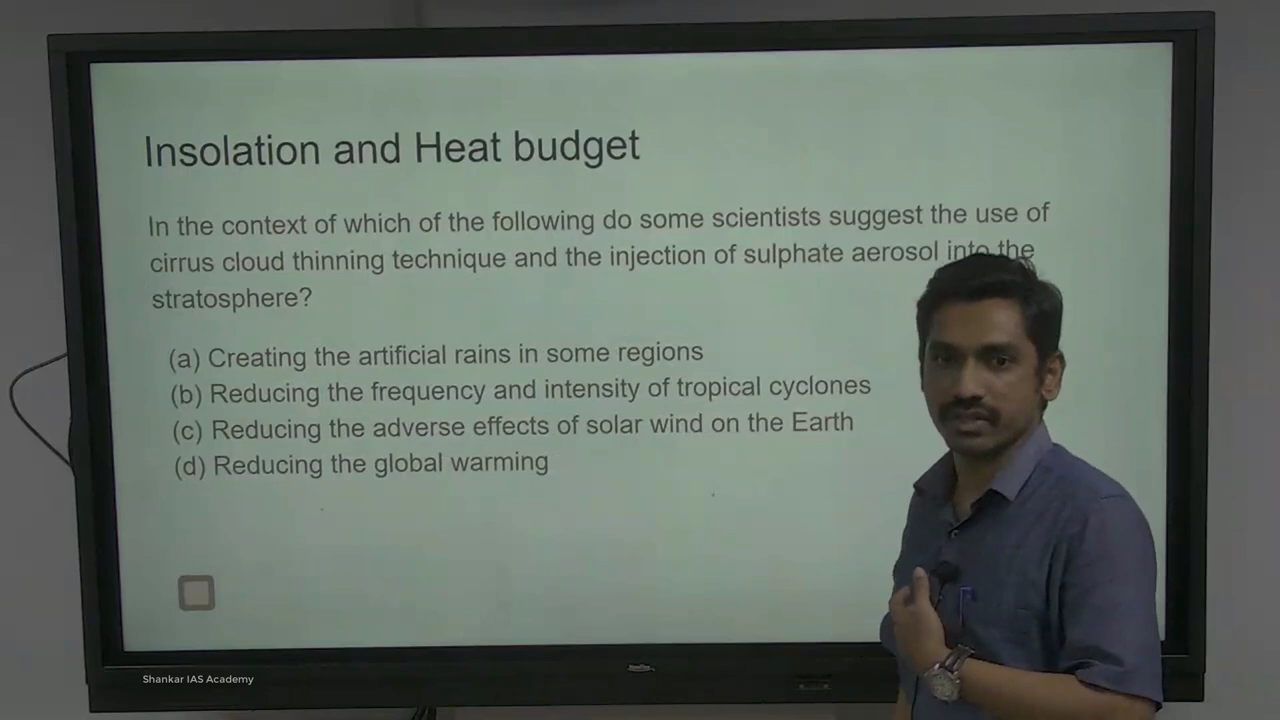 Insolation and Heat budget
In the context of which of the following do some scientists suggest the use of
cirrus cloud thinning technique and the injection of sulphate aerosol into the
stratosphere?
(a) Creating the artificial rains in some regions
(b) Reducing the frequency and intensity of tropical cyclones
(c) Reducing the adverse effects of solar wind on the Earth
(d) Reducing the global warming
Shankar IAS Academy